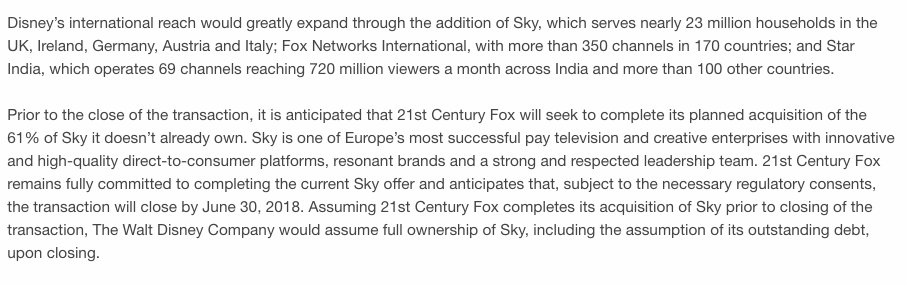 Disney’s international reach would greatly expand through the addition of Sky, which serves nearly 23 million households in the
UK, Ireland, Germany, Austria and Italy; Fox Networks International, with more than 350 channels in 170 countries; and Star
India, which operates 69 channels reaching 720 million viewers a month across India and more than 100 other countries.
Prior to the close of the transaction, it is anticipated that 21st Century Fox will seek to complete its planned acquisition of the
61% of Sky it doesn’t already own. Sky is one of Europe’s most successful pay television and creative enterprises with innovative
and high-quality direct-to-consumer platforms, resonant brands and a strong and respected leadership team. 21st Century Fox
remains fully committed to completing the current Sky offer and anticipates that, subject to the necessary regulatory consents,
the transaction will close by June 30, 2018. Assuming 21st Century Fox completes its acquisition of Sky prior to closing of the
transaction, The Walt Disney Company would assume full ownership of Sky, including the assumption of its outstanding debt,
upon closing.